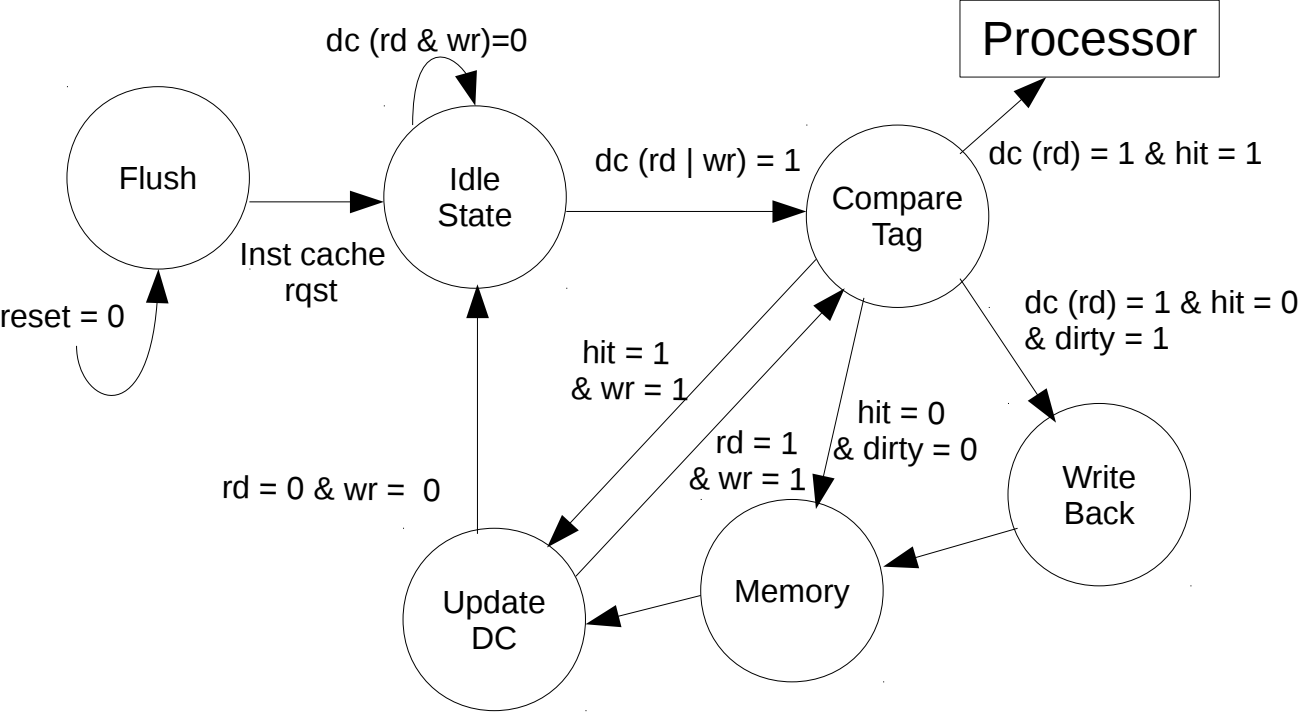 Processor
dc (rd & wr)=0
dc (rd | wr) = 1
dc (rd) = 1 & hit = 1
Flush
Idle
State
Compare
Tag
Inst cache
rqst
reset = 0
dc (rd) = 1 & hit = 0
& dirty = 1
hit = 1
& wr = 1
hit = 0
& dirty = 0
rd = 1
& wr = 1
rd = 0 & wr =  0
Write
Back
Memory
Update
DC